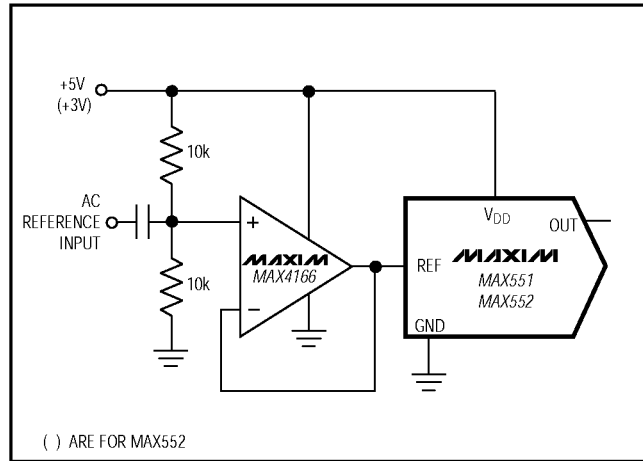 +5V
(+3V)
10k
AC
REFERENCE
INPUT
10k
+
−
MAXIM
MAX4166
VDD
OUT
REF
MAXIM
MAX551
MAX552
GND
( ) ARE FOR MAX552